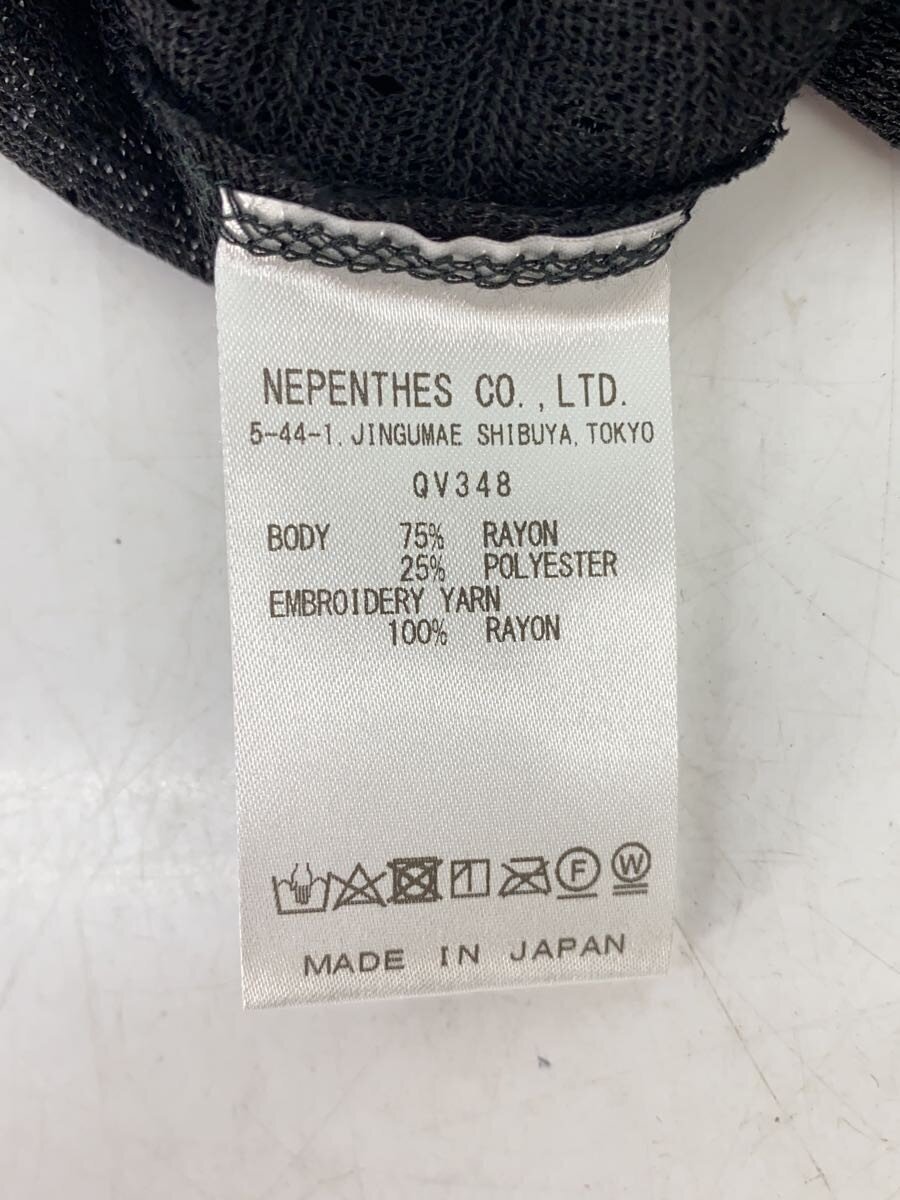 NEPENTHES CO.,LTD.
5-44-1, JINGUMAE SHIBUYA, TOKYO
QV348
BODY 75% RAYON
25% POLYESTER
EMBROIDERY YARN
100% RAYON
F W
MADE IN JAPAN